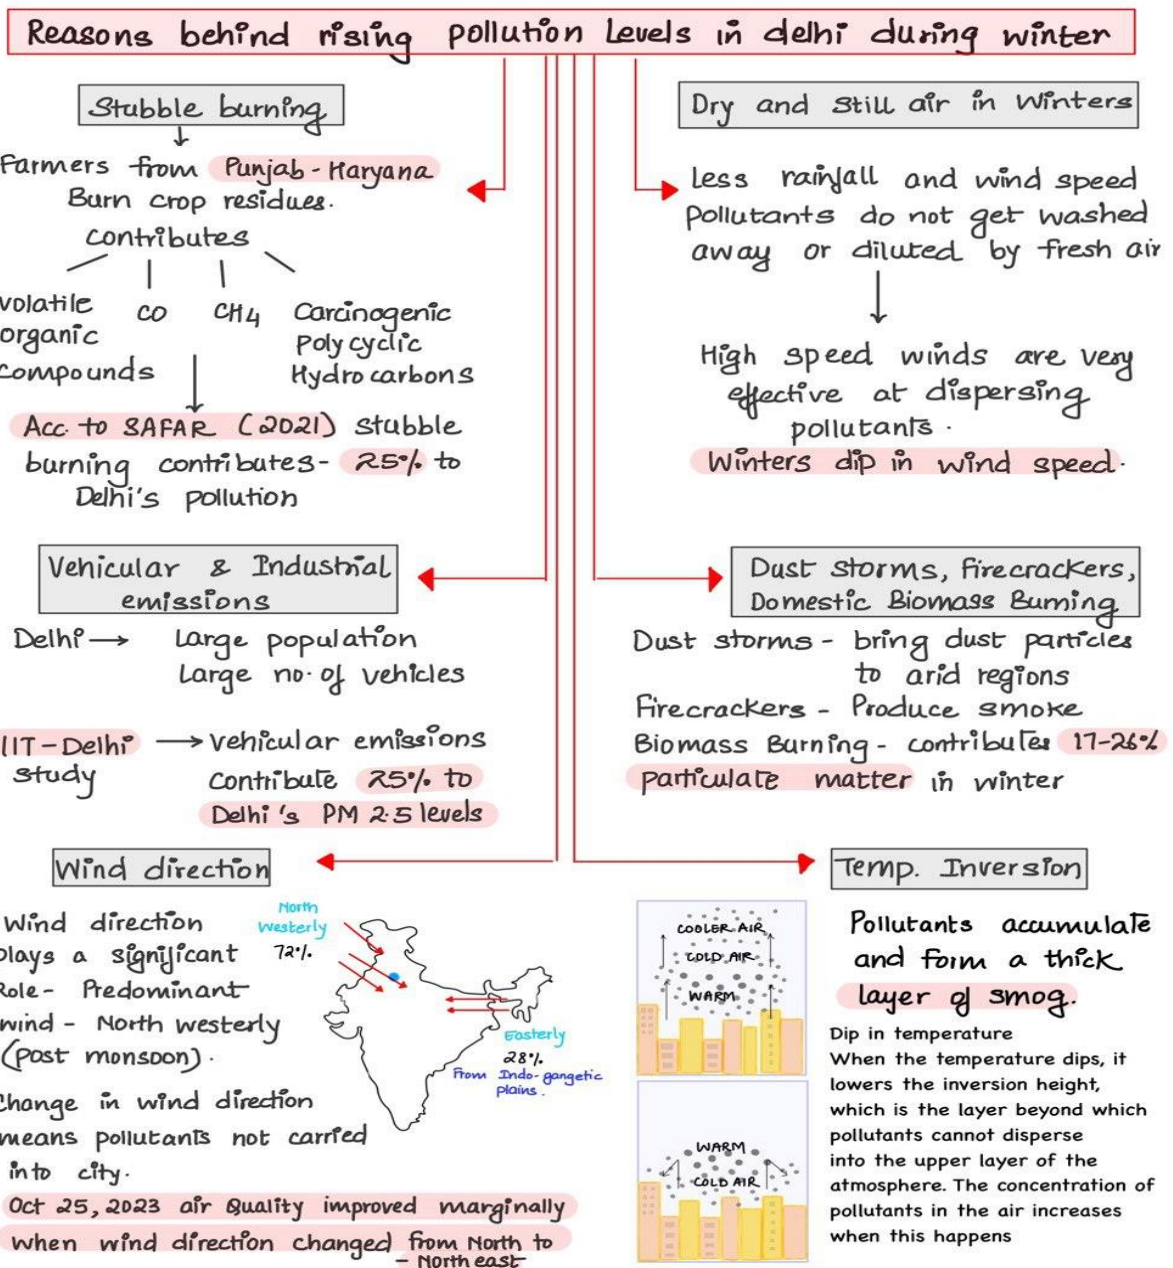 Reasons behind rising pollution levels in delhi during winter
Stubble burning
Farmers from Punjab-Haryana
Burn crop residues.
contributes
volatile
organic
compounds
CO
CH4
Carcinogenic
Polycyclic
Hydrocarbons
Acc. to SAFAR (2021) stubble
burning contributes- 25% to
Delhi's pollution
Dry and still air in Winters
Less rainfall and wind speed
pollutants do not get washed
away or diluted by fresh air
High speed winds are very
effective at dispersing
pollutants.
Winters dip in wind speed.
Vehicular & Industrial
emissions
Delhi → Large population
Large no. of vehicles
IIT-Delhi → vehicular emissions
study
contribute 25% to
Delhi's PM 2.5 levels
Dust storms, Firecrackers,
Domestic Biomass Burning
Dust storms - bring dust particles
to arid regions
Firecrackers - Produce smoke
Biomass Burning - contributes 17-26%
particulate matter in winter
Wind direction
Wind direction
Plays a significant
Role- Predominant
wind - North westerly
(Post monsoon).
Change in wind direction
means pollutants not carried
into city.
Oct 25, 2023 air Quality improved marginally
when wind direction changed from North to
- North east
North
Westerly
72%
Easterly
28%
From Indo-gangetic
plains.
Temp. Inversion
COOLER AIR
COLD AIR
WARM
WARM
COLD AIR
Pollutants accumulate
and form a thick
layer of smog.
Dip in temperature
When the temperature dips, it
lowers the inversion height,
which is the layer beyond which
pollutants cannot disperse
into the upper layer of the
atmosphere. The concentration of
pollutants in the air increases
when this happens